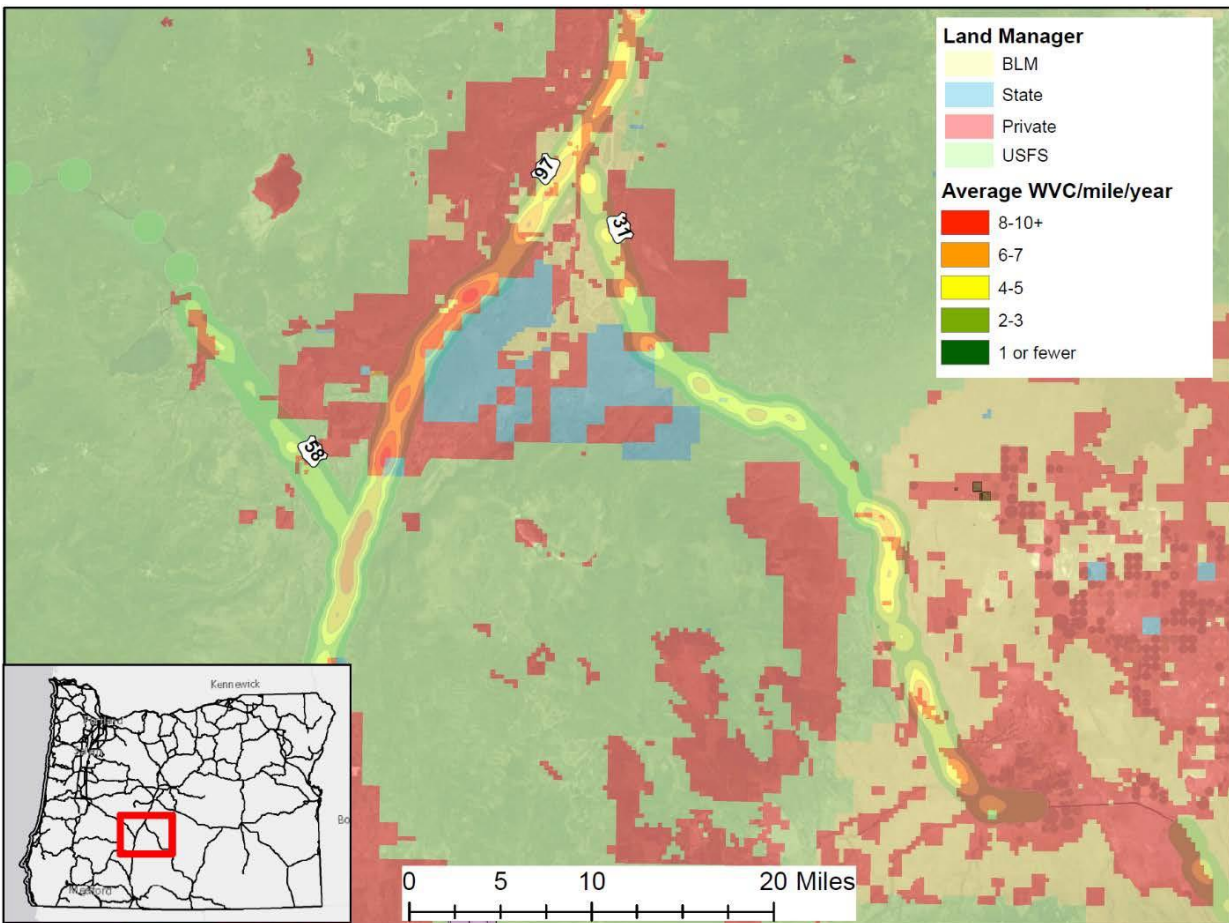 Land Manager
BLM
State
Private
USFS
Average WVC/mile/year
8-10+
6-7
4-5
2-3
1 or fewer
97
31
58
Kennewick
Bo
0 5 10 20 Miles